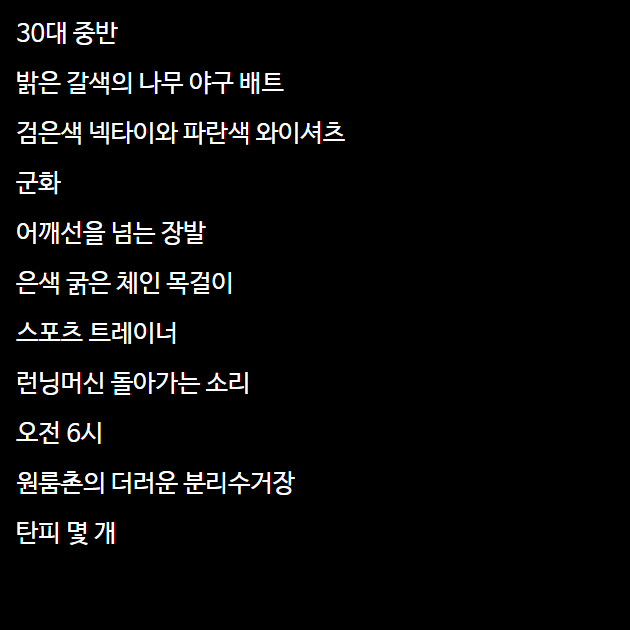 30대 중반
밝은 갈색의 나무 야구 배트
검은색 넥타이와 파란색 와이셔츠
군화
어깨선을 넘는 장발
은색 굵은 체인 목걸이
스포츠 트레이너
런닝머신 돌아가는 소리
오전 6시
원룸촌의 더러운 분리수거장
탄피 몇 개